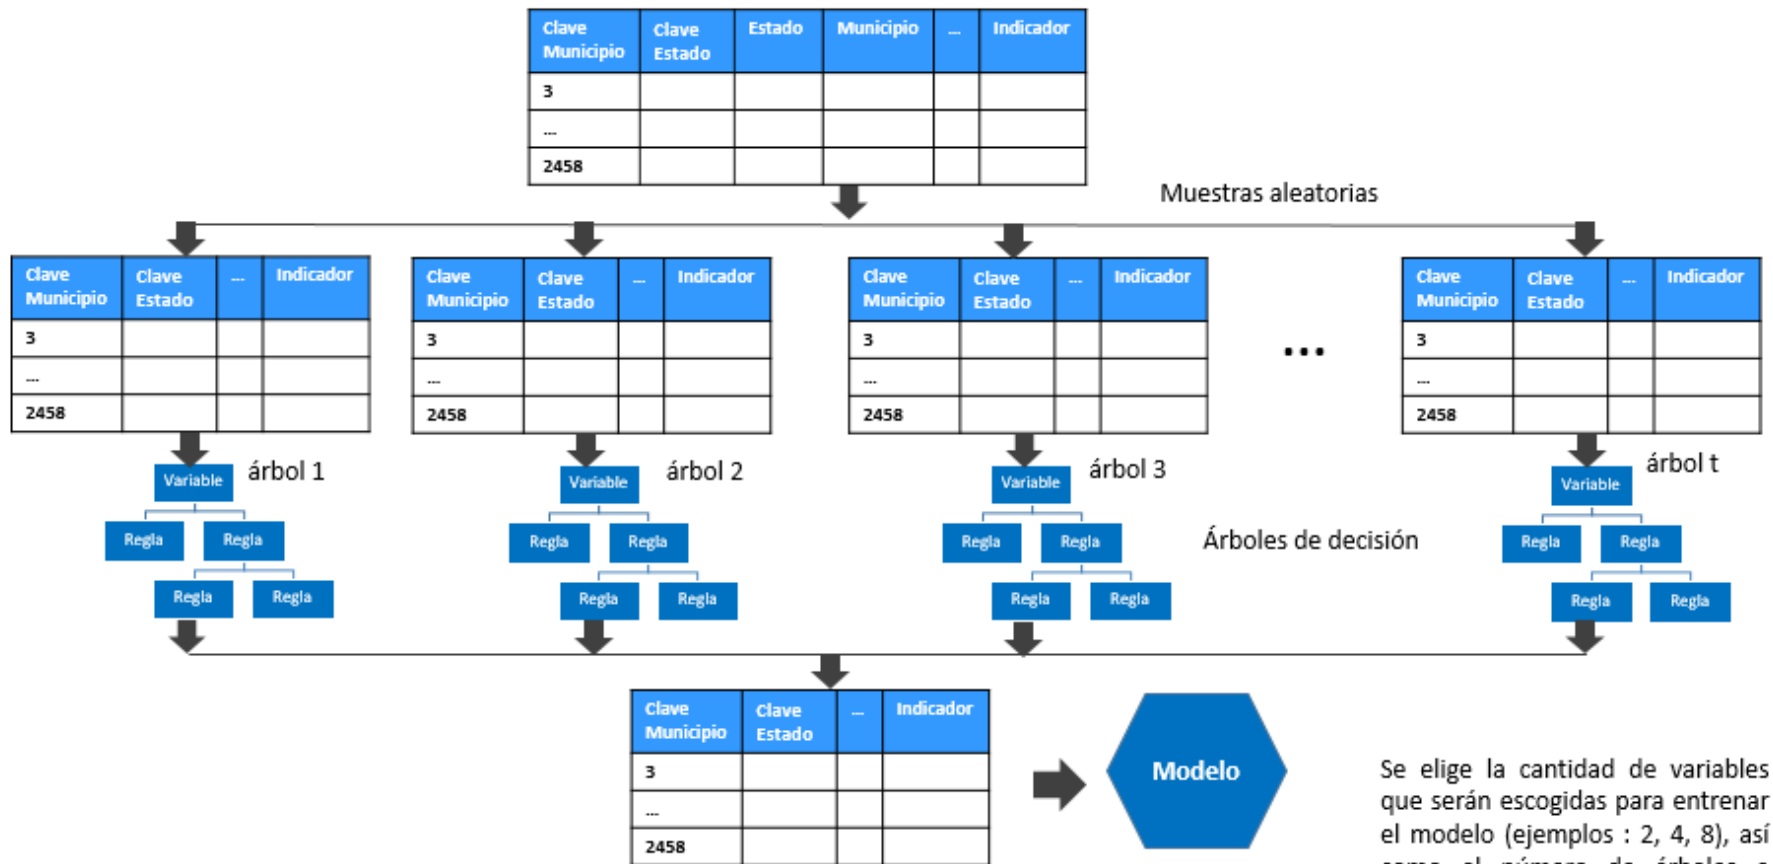 Clave Municipio Clave Estado Estado Municipio ... Indicador
3
...
2458
Muestras aleatorias
Clave Municipio Clave Estado ... Indicador
3
...
2458
Clave Municipio Clave Estado ... Indicador
3
...
2458
Clave Municipio Clave Estado ... Indicador
3
...
2458
...
Clave Municipio Clave Estado ... Indicador
3
...
2458
árbol 1
Variable
Regla Regla
Regla Regla
árbol 2
Variable
Regla Regla
Regla Regla
árbol 3
Variable
Regla Regla
Regla Regla
Árboles de decisión
árbol t
Variable
Regla Regla
Regla Regla
Clave Municipio Clave Estado ... Indicador
3
...
2458
Modelo
Se elige la cantidad de variables
que serán escogidas para entrenar
el modelo (ejemplos : 2, 4, 8), así
como el número de árboles